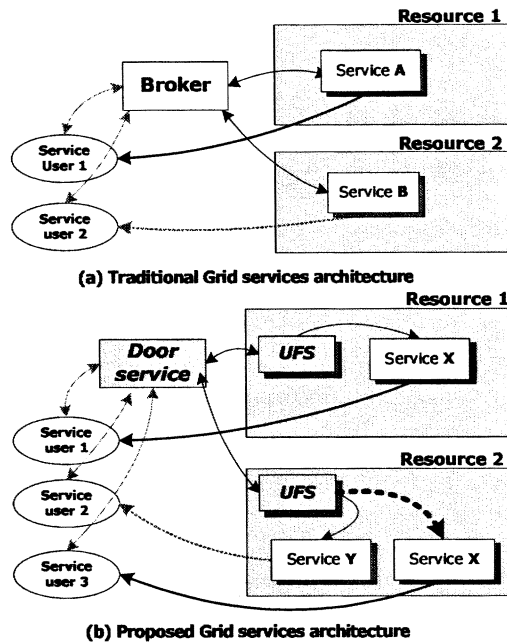 Resource 1
Service A
Broker
Service
User 1
Resource 2
Service B
Service
user 2
(a) Traditional Grid services architecture
Resource 1
Door
service
UFS
Service X
Service
user 1
Resource 2
UFS
Service
user 2
Service Y
Service X
Service
user 3
(b) Proposed Grid services architecture